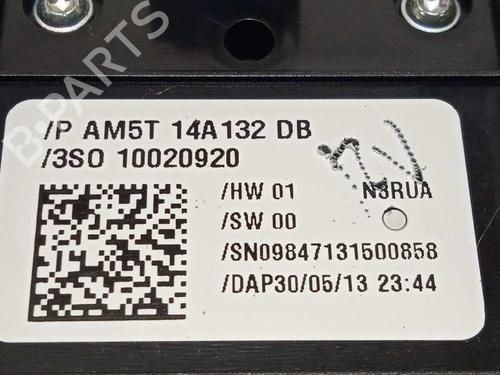 /P AM5T 14A132 DB
/3SO 10020920
/HW 01 N3RUA
/SW 00
/SN09847131500858
/DAP30/05/13 23:44
B-PARTS